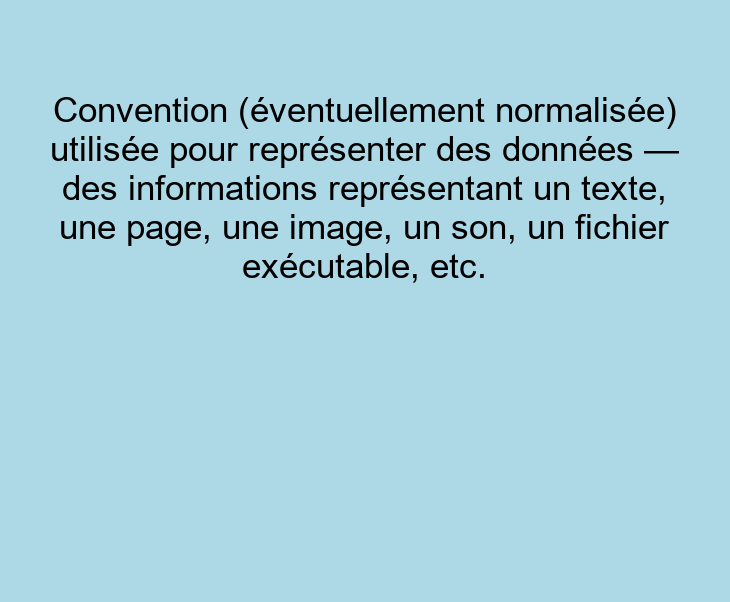 Convention (éventuellement normalisée)
utilisée pour représenter des données —
des informations représentant un texte,
une page, une image, un son, un fichier
exécutable, etc.